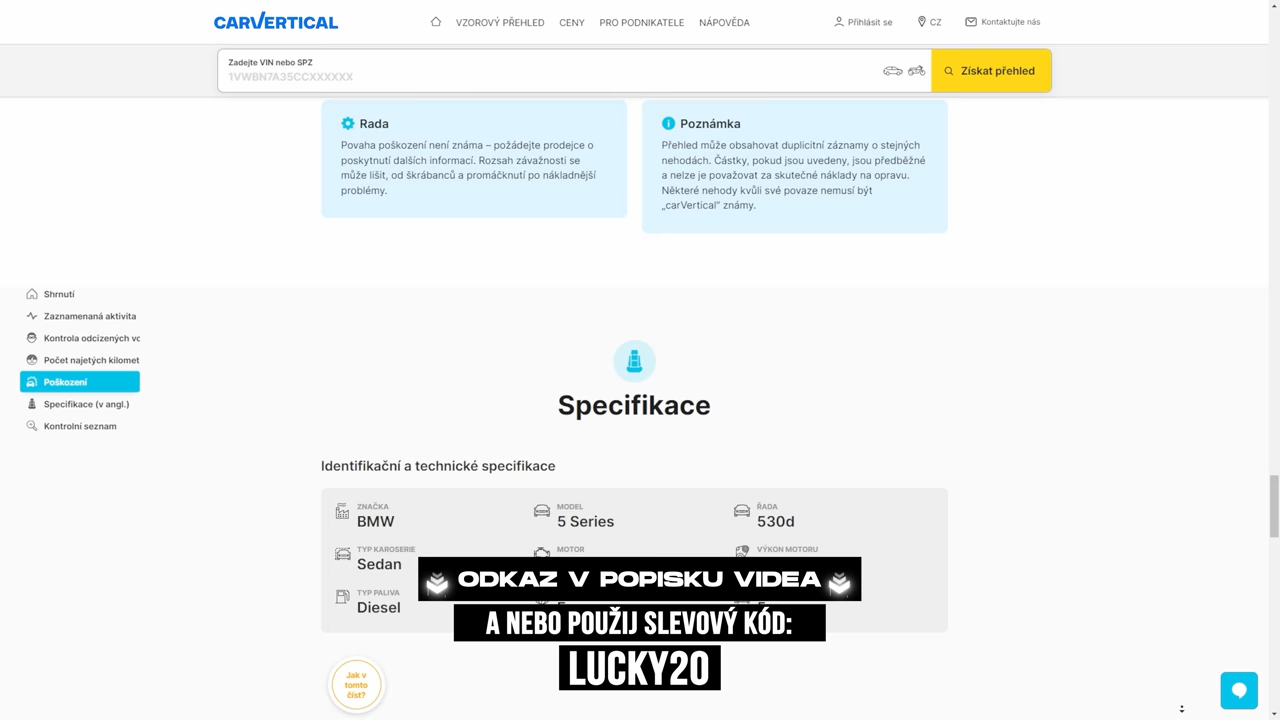 CARVERTICAL
VZOROVÝ PŘEHLED
CENY
PRO PODNIKATELE
NÁPOVĚDA
Přihlásit se
CZ
Kontaktujte nás
Zadejte VIN nebo SPZ
1VWBN7A35CCXXXXXX
Získat přehled
Rada
Povaha poškození není známa – požádejte prodejce o
poskytnutí dalších informací. Rozsah závažnosti se
může lišit, od škrábanců a promáčknutí po nákladnější
problémy.
Poznámka
Přehled může obsahovat duplicitní záznamy o stejných
nehodách. Částky, pokud jsou uvedeny, jsou předběžné
a nelze je považovat za skutečné náklady na opravu.
Některé nehody kvůli své povaze nemusí být
„carVertical“ známy.
Shrnutí
Zaznamenaná aktivita
Kontrola odcizených vo
Počet najetých kilomet
Poškození
Specifikace (v angl.)
Kontrolní seznam
Specifikace
Identifikační a technické specifikace
ZNAČKA
BMW
MODEL
5 Series
ŘADA
530d
TYP KAROSERIE
Sedan
MOTOR
VÝKON MOTORU
TYP PALIVA
Diesel
ODKAZ V POPISKU VIDEA
A NEBO POUŽIJ SLEVOVÝ KÓD:
LUCKY20
Jak v
tomto
číst?